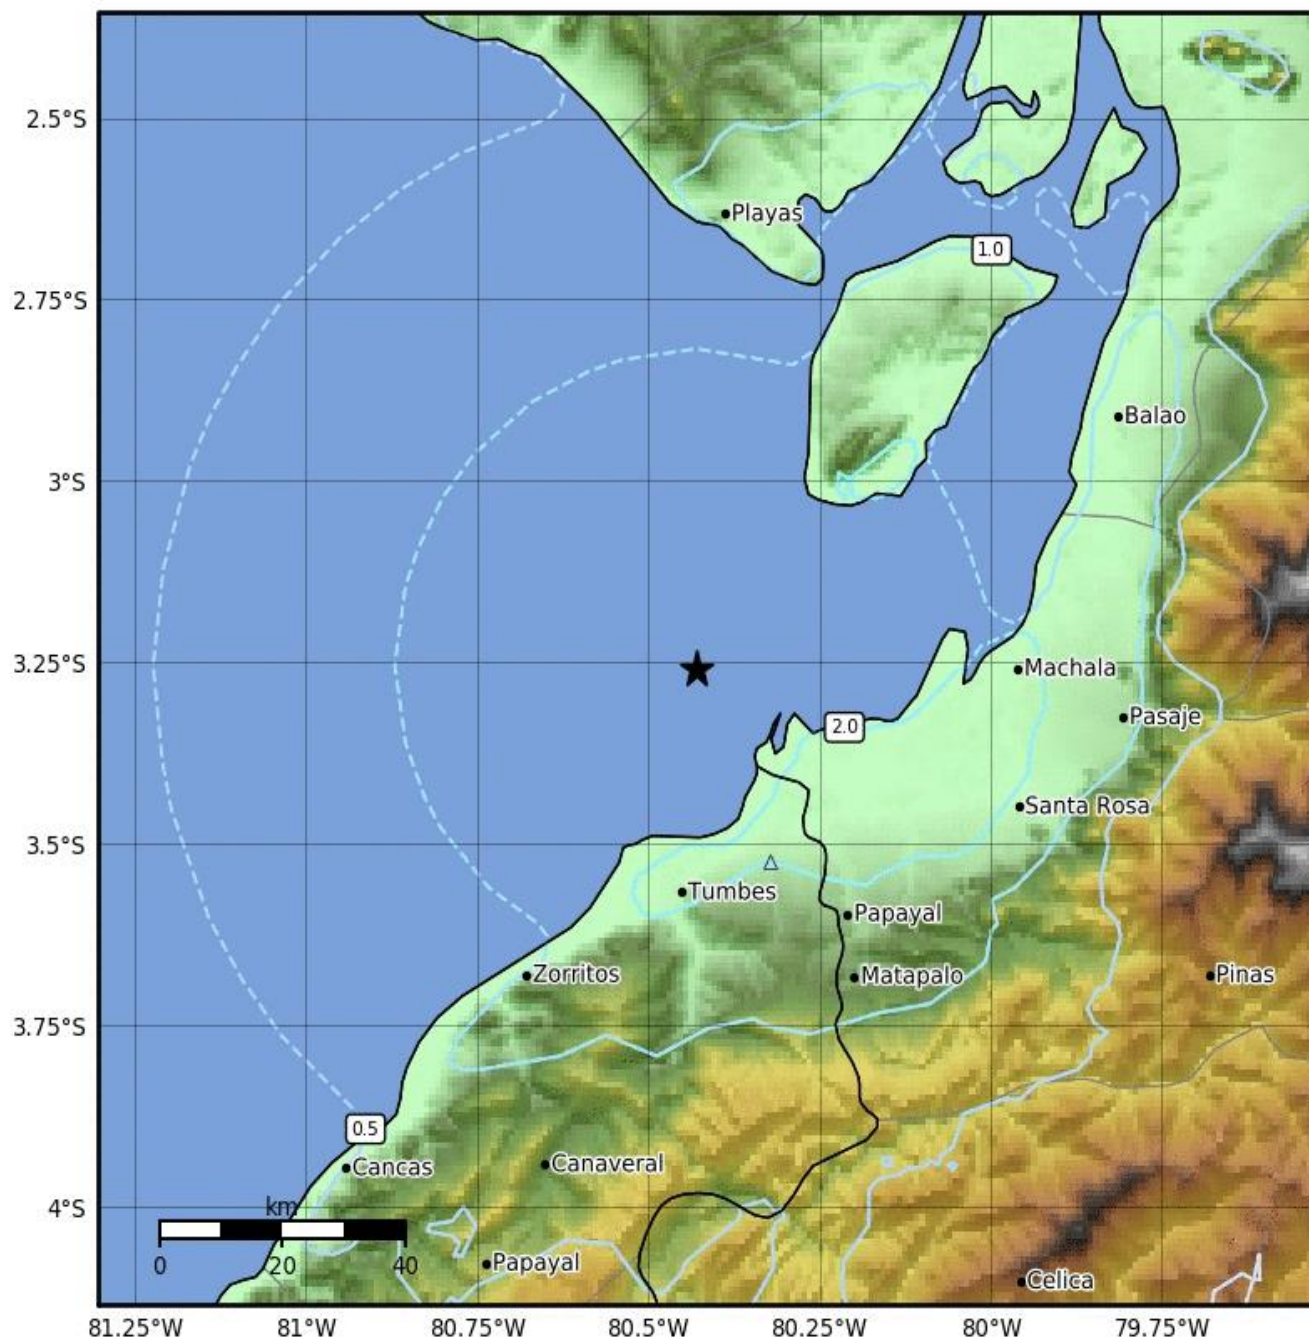 2.5°S
Playas
1.0
2.75°S
Balao
3°S
3.25°S
Machala
Pasaje
2.0
Santa Rosa
3.5°S
Tumbes
Papayal
Zorritos
Matapalo
Pinas
3.75°S
0.5
Cancas
Canaveral
4°S
km
0 20 40
Papayal
Celica
81.25°W 81°W 80.75°W 80.5°W 80.25°W 80°W 79.75°W